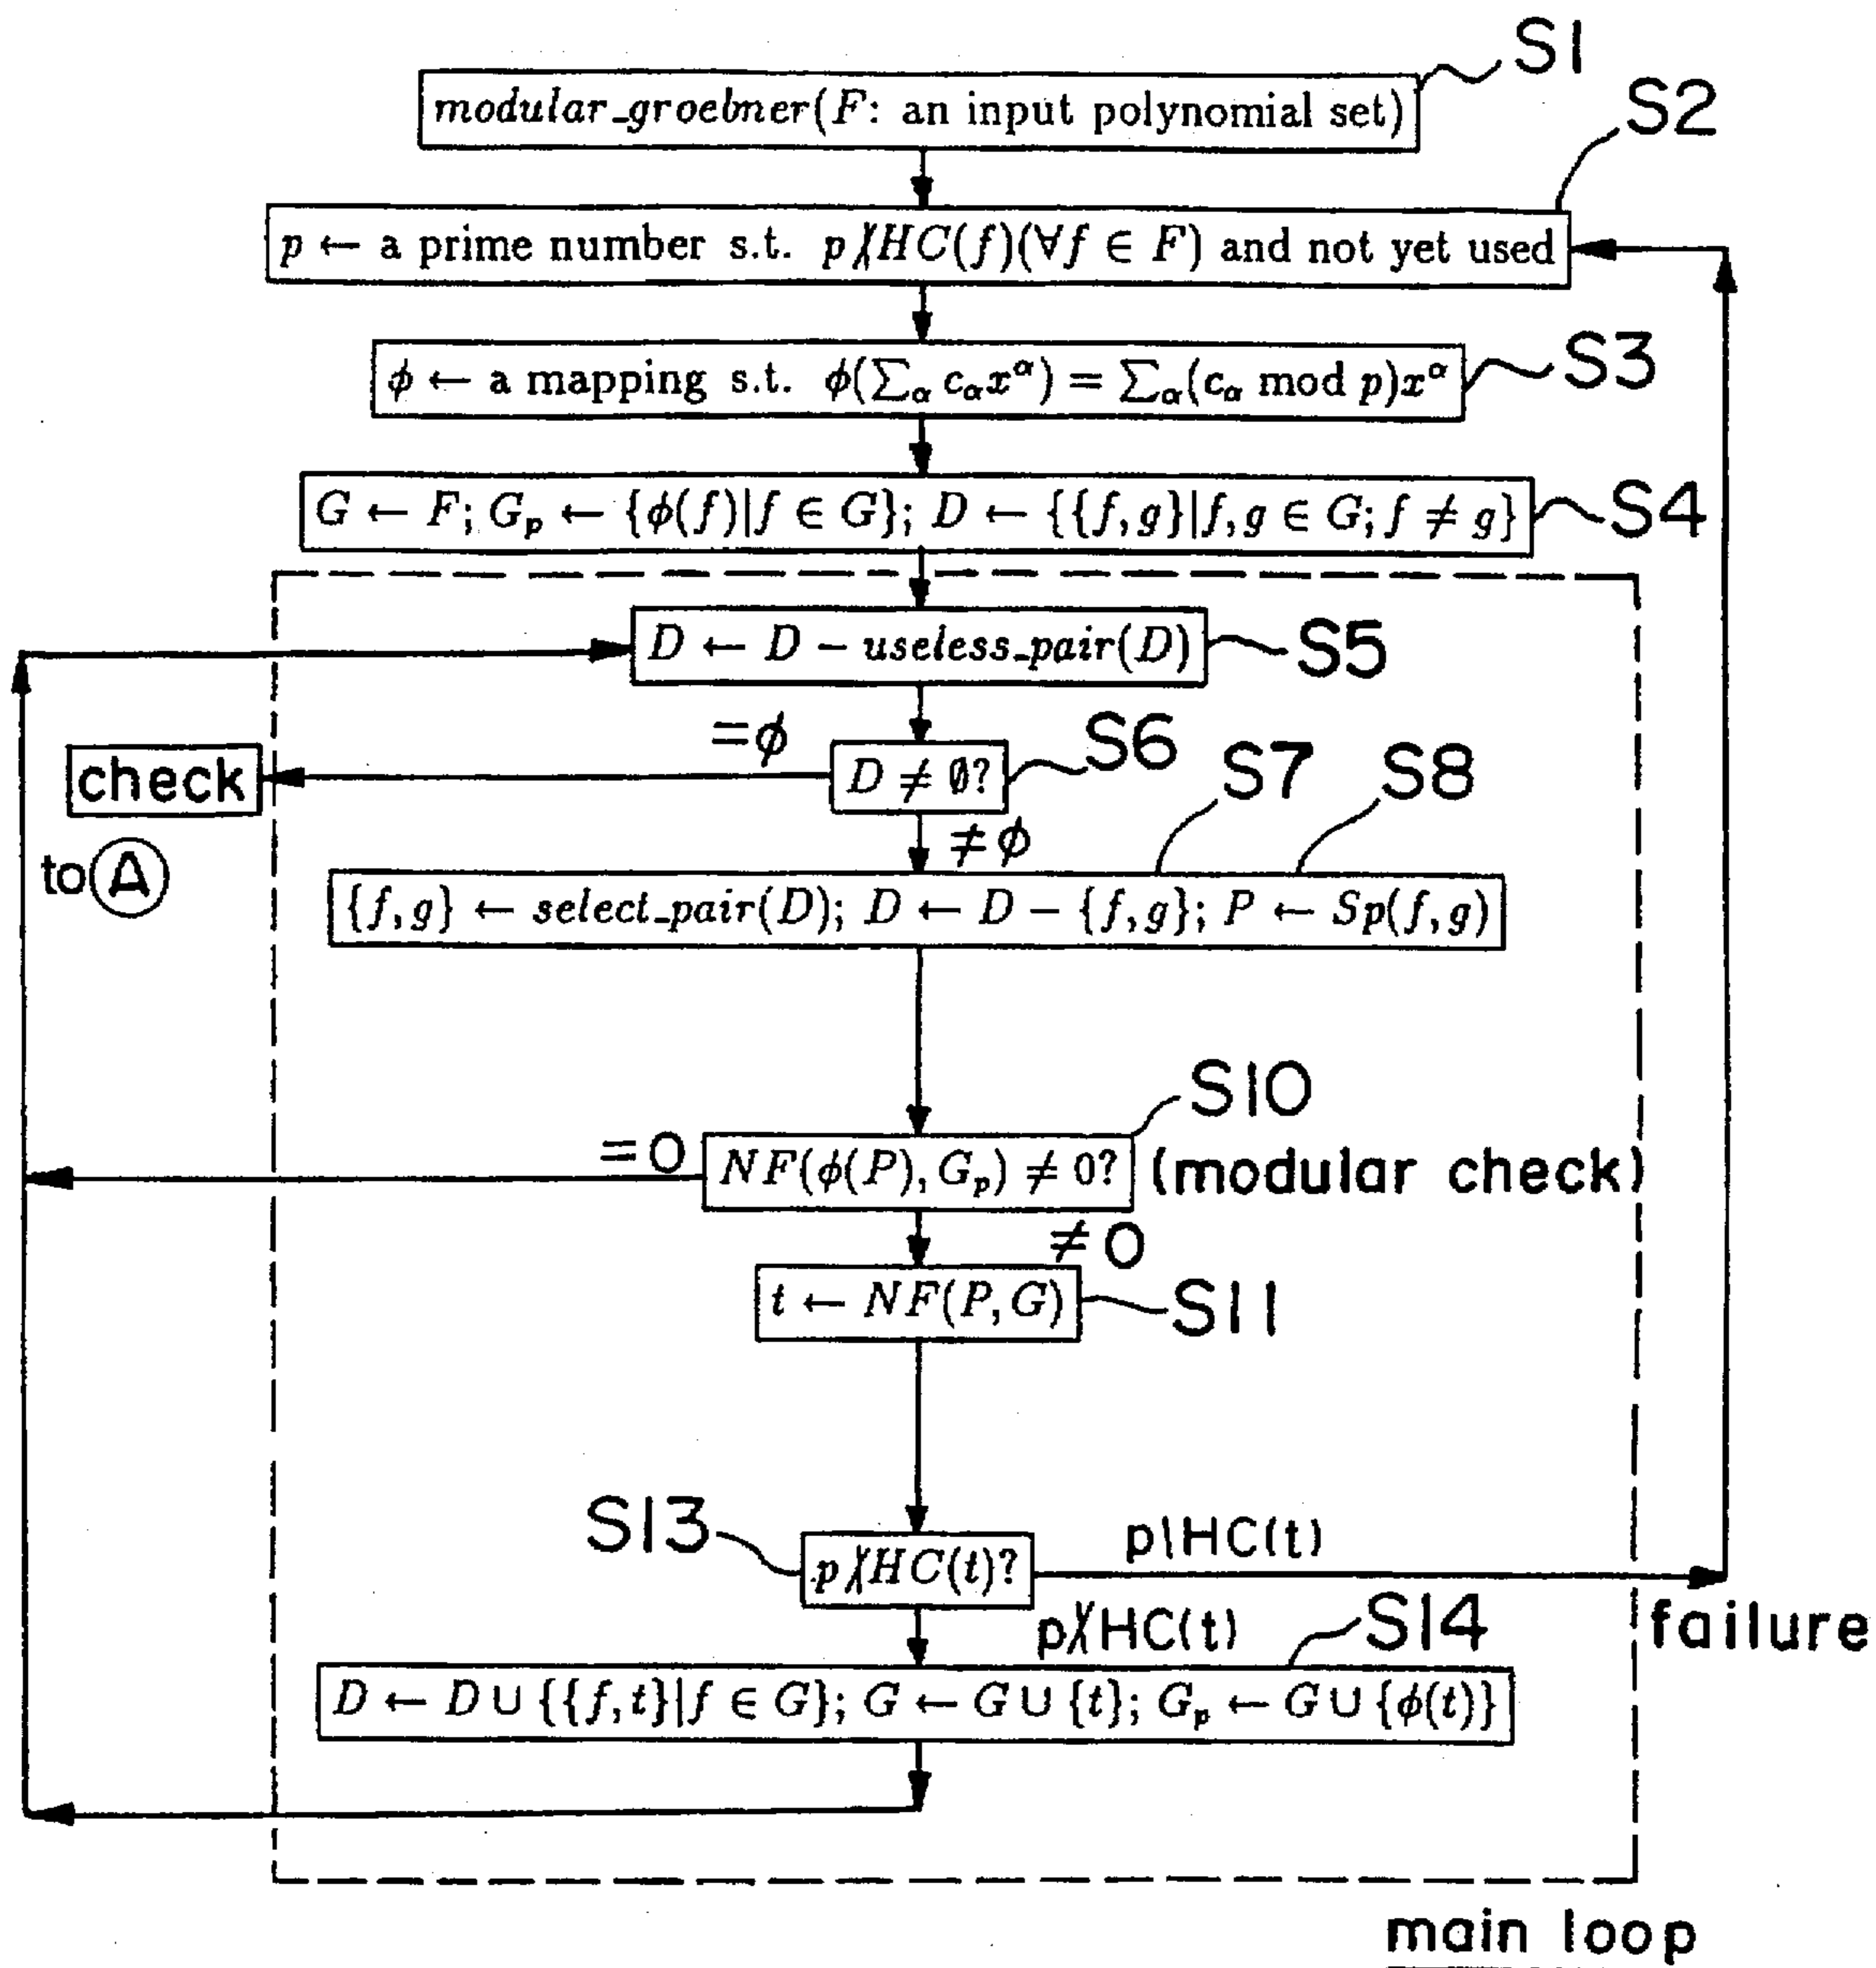 S1
modular_groebner(F: an input polynomial set)
S2
p ← a prime number s.t. p∤HC(f)(∀f ∈ F) and not yet used
φ ← a mapping s.t. φ(∑α cαx^α) = ∑α(cα mod p)x^α
S3
G ← F; Gp ← {φ(f)|f ∈ G}; D ← {{f,g}|f,g ∈ G; f ≠ g}
S4
D ← D − useless_pair(D)
S5
=φ
D ≠ ∅?
S6
S7
S8
check
to A
≠φ
{f,g} ← select_pair(D); D ← D − {f,g}; P ← Sp(f,g)
S10
=0
NF(φ(P), Gp) ≠ 0?
(modular check)
≠0
t ← NF(P,G)
S11
S13
p∤HC(t)?
p|HC(t)
p∤HC(t)
S14
failure
D ← D ∪ {{f,t}|f ∈ G}; G ← G ∪ {t}; Gp ← G ∪ {φ(t)}
main loop